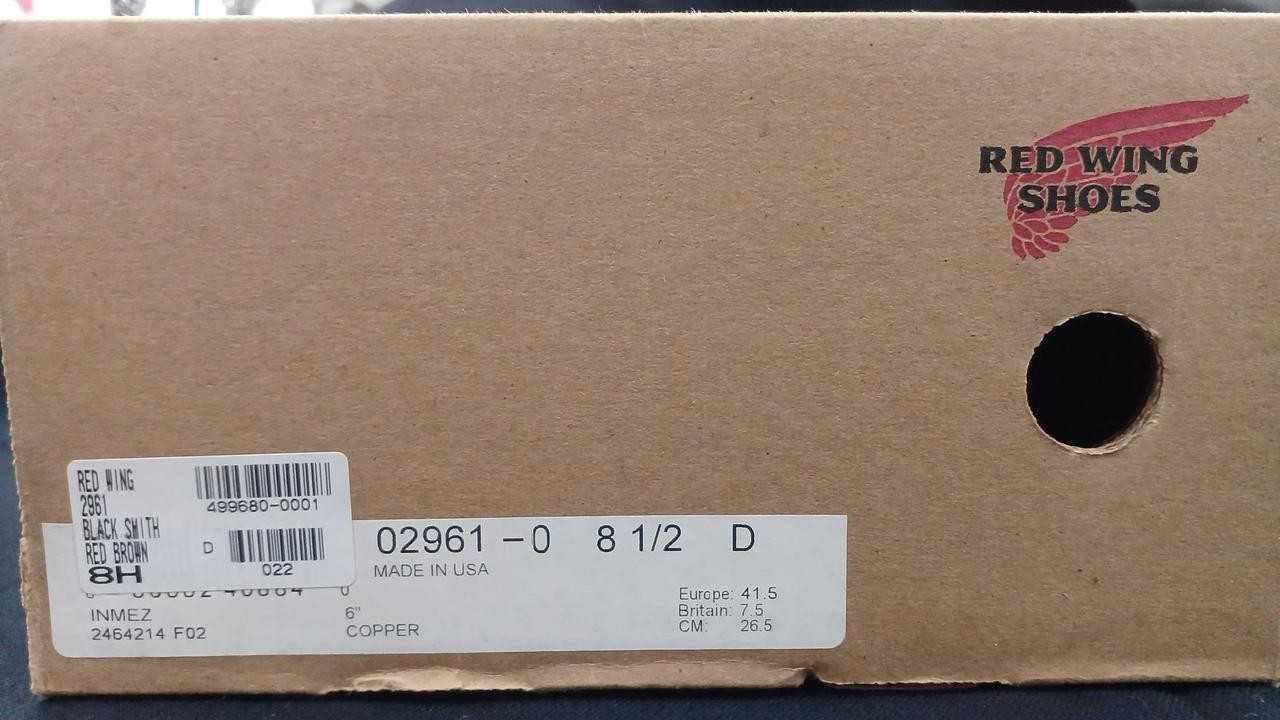 RED WING
SHOES
RED WING
2961
BLACK SMITH
RED BROWN
8H
499680-0001
D
022
02961 -0 8 1/2 D
MADE IN USA
INMEZ
2464214 F02
6"
COPPER
Europe: 41.5
Britain: 7.5
CM: 26.5